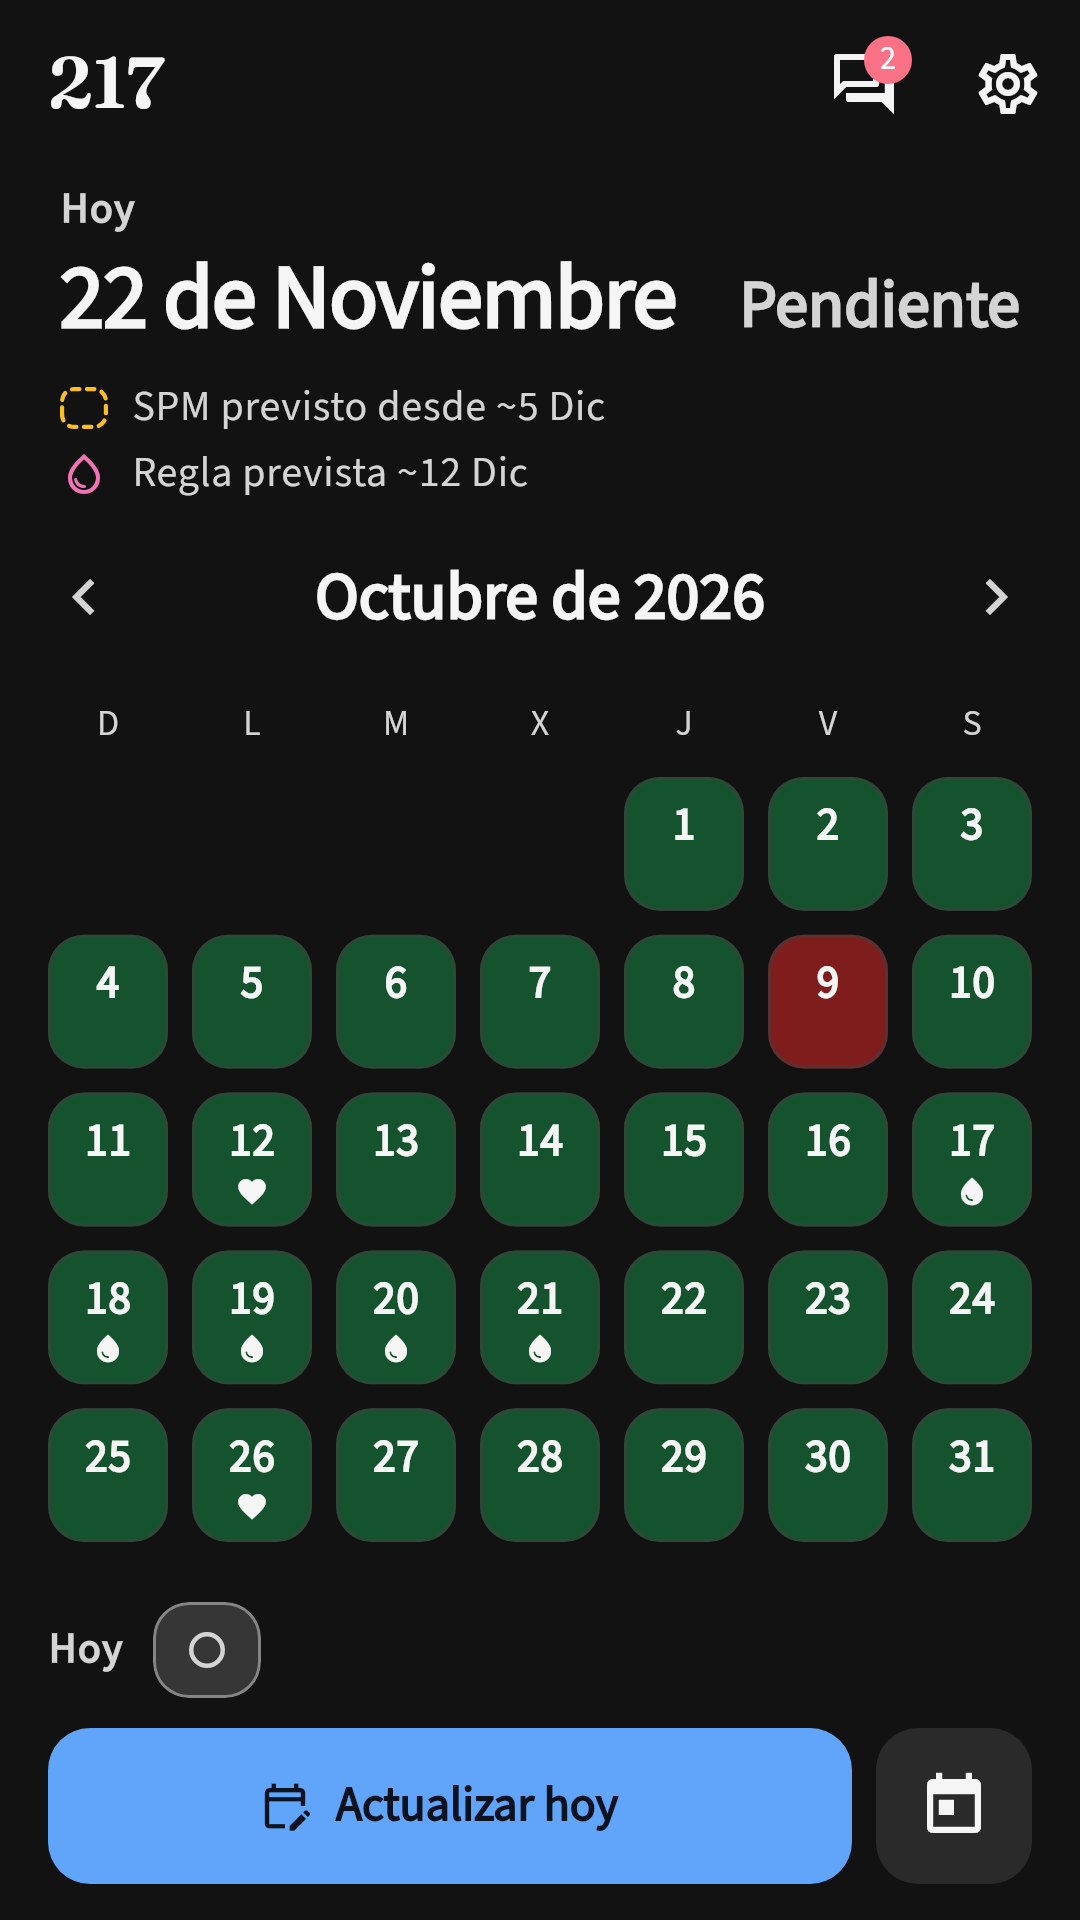 217
2
Hoy
22 de Noviembre Pendiente
SPM previsto desde ~5 Dic
Regla prevista ~12 Dic
Octubre de 2026
D L M X J V S
1 2 3
4 5 6 7 8 9 10
11 12 13 14 15 16 17
18 19 20 21 22 23 24
25 26 27 28 29 30 31
Hoy
Actualizar hoy